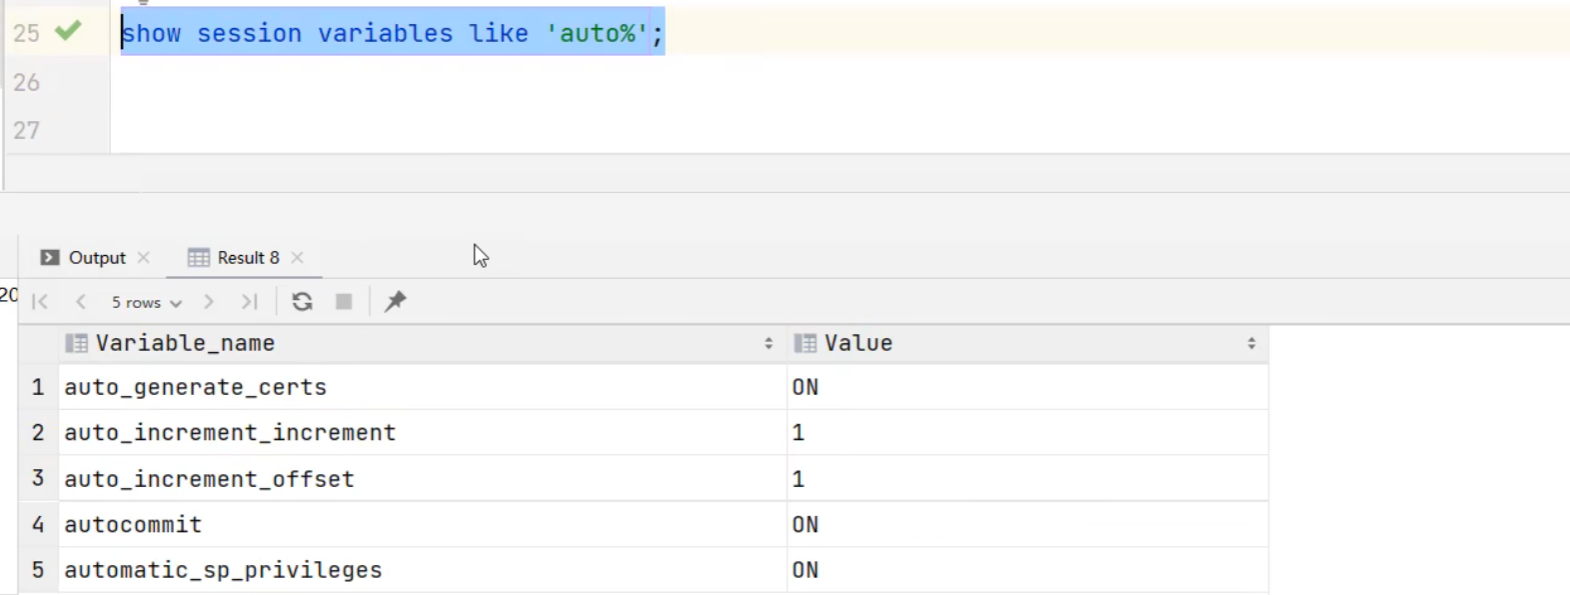 25 show session variables like 'auto%';
26
27
Output Result 8
20
5 rows
Variable_name Value
1 auto_generate_certs ON
2 auto_increment_increment 1
3 auto_increment_offset 1
4 autocommit ON
5 automatic_sp_privileges ON